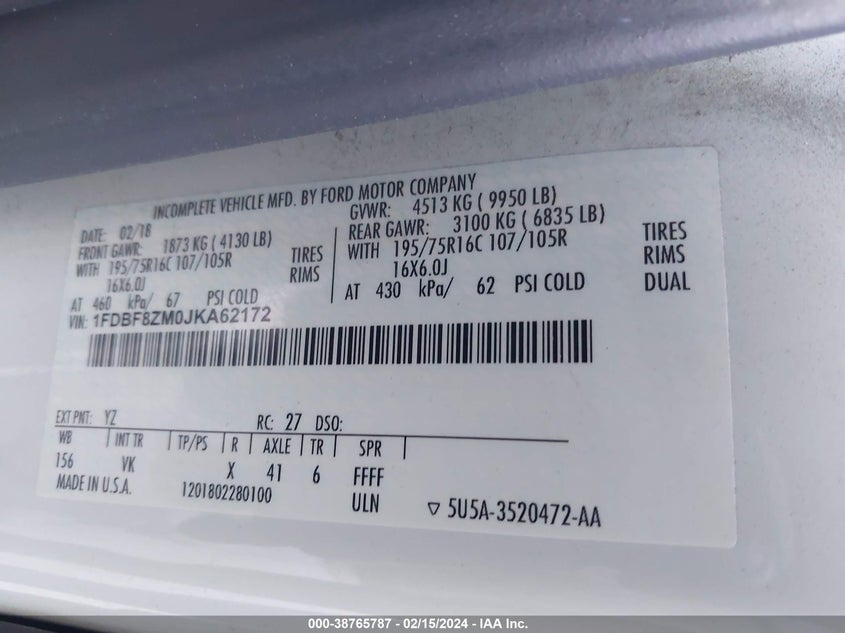 INCOMPLETE VEHICLE MFD. BY FORD MOTOR COMPANY
DATE: 02/18
GVWR: 4513 KG ( 9950 LB)
FRONT GAWR: 1873 KG ( 4130 LB)
REAR GAWR: 3100 KG ( 6835 LB)
WITH 195/75R16C 107/105R TIRES
WITH 195/75R16C 107/105R TIRES
16X6.0J RIMS
16X6.0J RIMS
AT 460 kPa/ 67 PSI COLD
AT 430 kPa/ 62 PSI COLD DUAL
VIN: 1FDBF8ZM0JKA62172
EXT PNT: YZ RC: 27 DSO:
WB INT TR TP/PS R AXLE TR SPR
156 VK X 41 6 FFFF
MADE IN U.S.A. 1201802280100 ULN
▽ 5U5A-3520472-AA
000-38765787 - 02/15/2024 - IAA Inc.